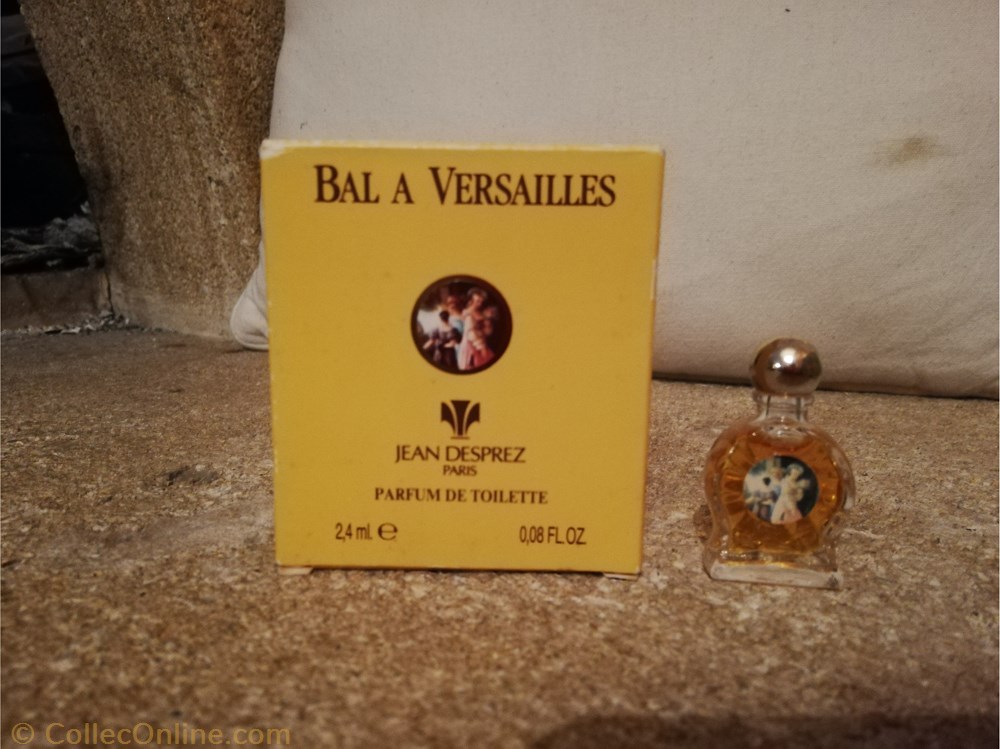 BAL A VERSAILLES
JEAN DESPREZ
PARIS
PARFUM DE TOILETTE
2,4 ml. e 0,08 FL.OZ.
© CollecOnline.com